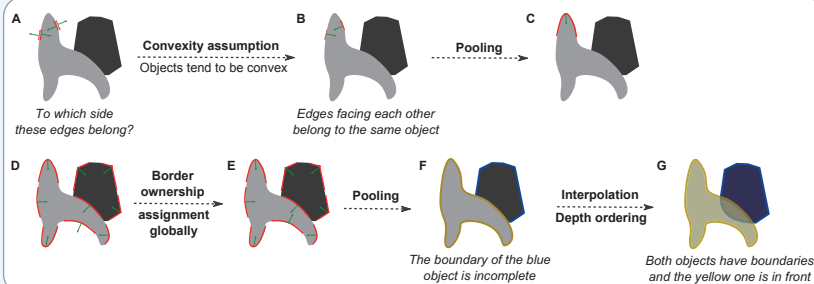 A
B
C
Convexity assumption
Objects tend to be convex
Pooling
To which side
these edges belong?
Edges facing each other
belong to the same object
D
E
F
G
Border
ownership
assignment
globally
Pooling
Interpolation
Depth ordering
The boundary of the blue
object is incomplete
Both objects have boundaries
and the yellow one is in front